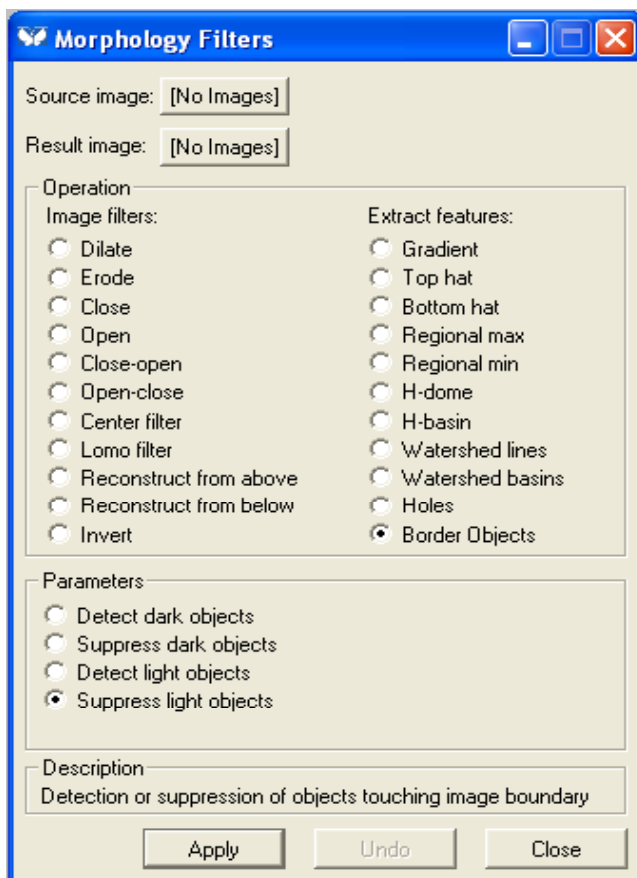 Morphology Filters
Source image: [No Images]
Result image: [No Images]
Operation
Image filters:
Dilate
Erode
Close
Open
Close-open
Open-close
Center filter
Lomo filter
Reconstruct from above
Reconstruct from below
Invert
Extract features:
Gradient
Top hat
Bottom hat
Regional max
Regional min
H-dome
H-basin
Watershed lines
Watershed basins
Holes
Border Objects
Parameters
Detect dark objects
Suppress dark objects
Detect light objects
Suppress light objects
Description
Detection or suppression of objects touching image boundary
Apply Undo Close